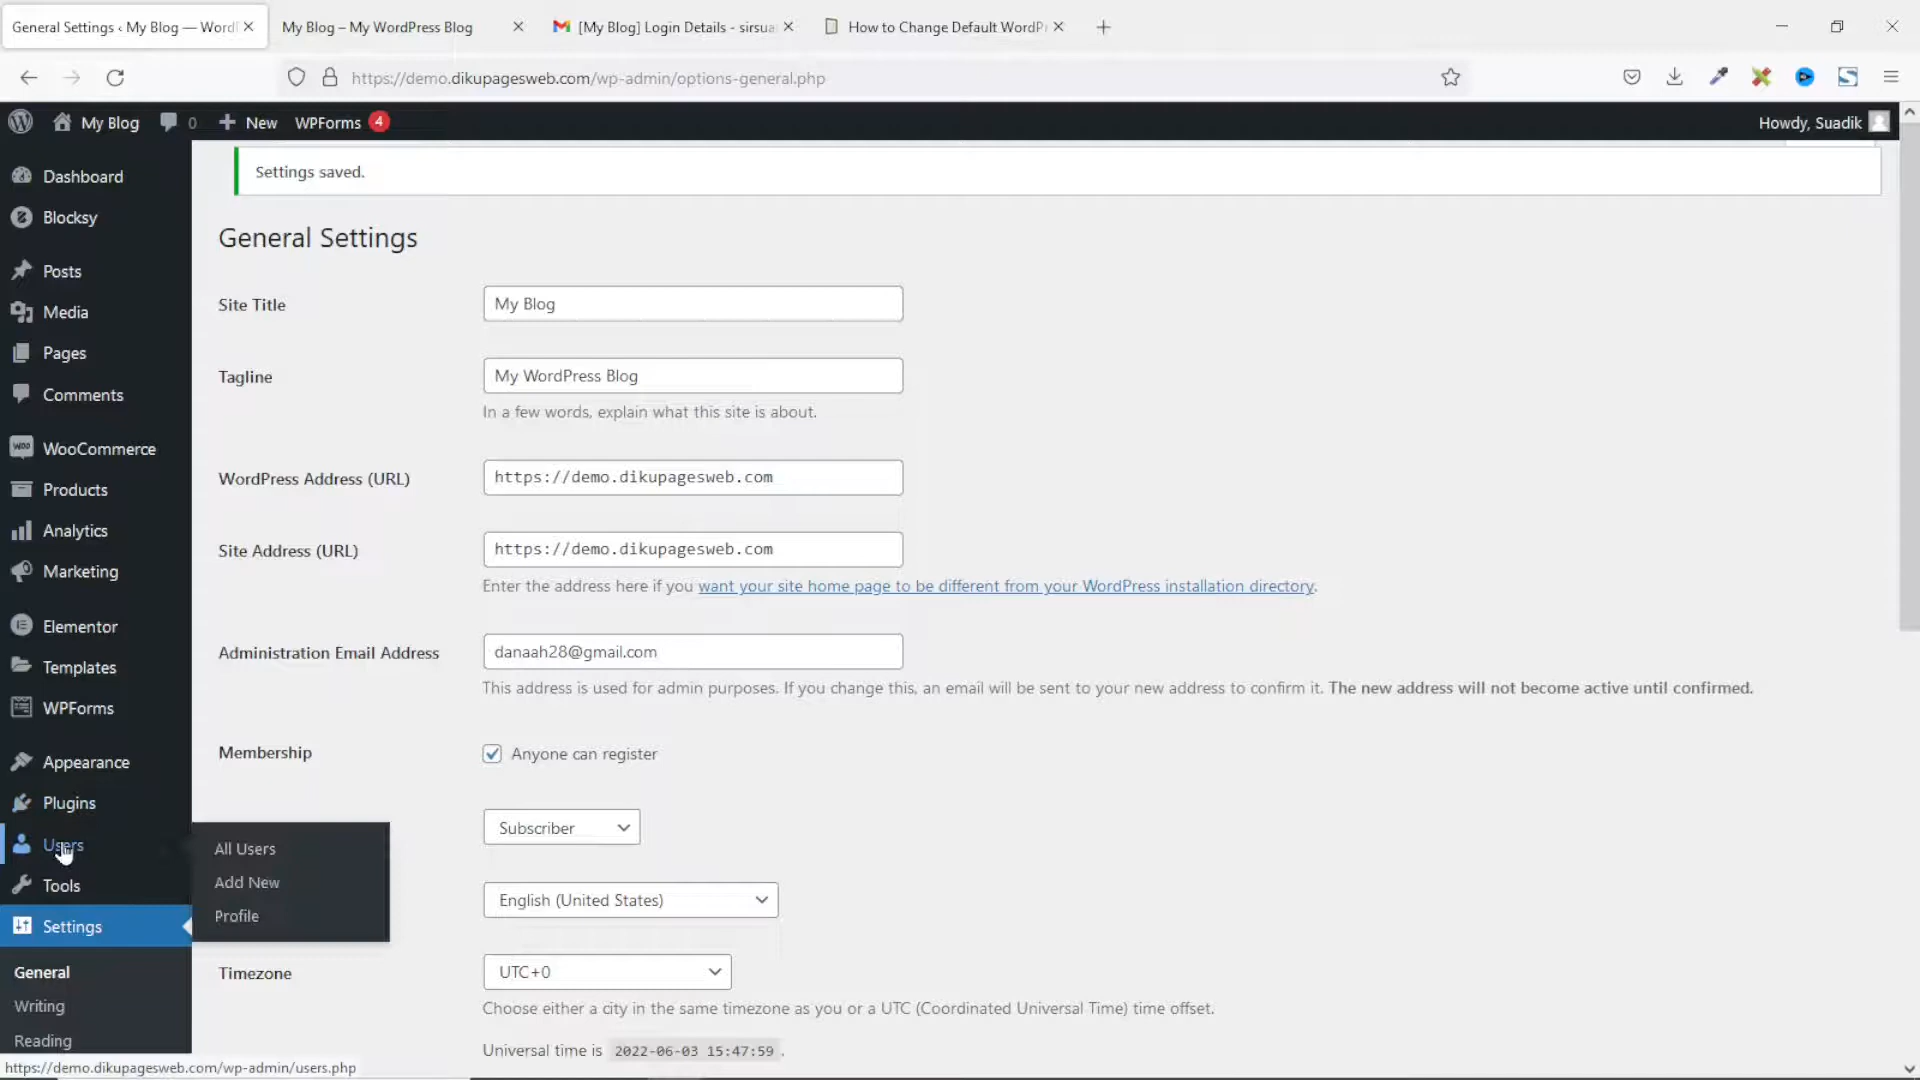 General Settings ‹ My Blog — Word
My Blog – My WordPress Blog
[My Blog] Login Details - sirsua
How to Change Default WordP
https://demo.dikupagesweb.com/wp-admin/options-general.php
My Blog
0
New
WPForms
4
Howdy, Suadik
Dashboard
Blocksy
Posts
Media
Pages
Comments
WooCommerce
Products
Analytics
Marketing
Elementor
Templates
WPForms
Appearance
Plugins
Users
Tools
Settings
General
Writing
Reading
All Users
Add New
Profile
Settings saved.
General Settings
Site Title
My Blog
Tagline
My WordPress Blog
In a few words, explain what this site is about.
WordPress Address (URL)
https://demo.dikupagesweb.com
Site Address (URL)
https://demo.dikupagesweb.com
Enter the address here if you want your site home page to be different from your WordPress installation directory.
Administration Email Address
danaah28@gmail.com
This address is used for admin purposes. If you change this, an email will be sent to your new address to confirm it. The new address will not become active until confirmed.
Membership
Anyone can register
Subscriber
English (United States)
Timezone
UTC+0
Choose either a city in the same timezone as you or a UTC (Coordinated Universal Time) time offset.
Universal time is 2022-06-03 15:47:59 .
https://demo.dikupagesweb.com/wp-admin/users.php